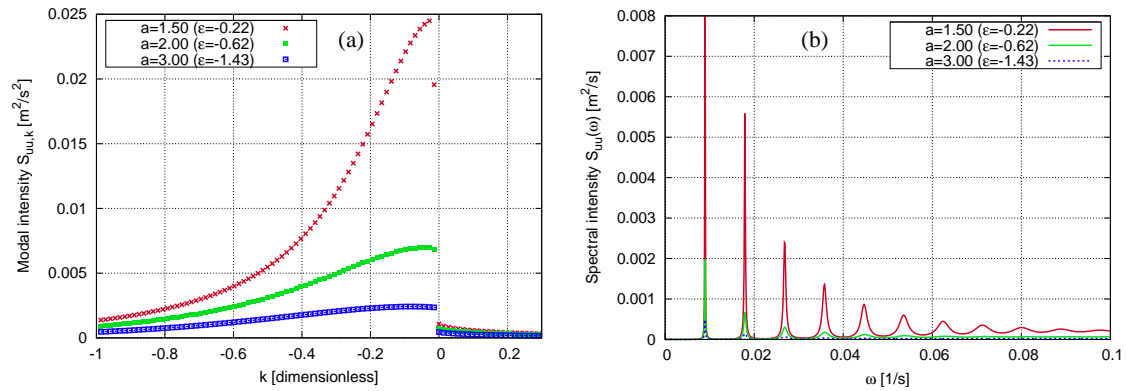 a=1.50 (ε=-0.22)
a=2.00 (ε=-0.62)
a=3.00 (ε=-1.43)
(a)
0.025
0.02
0.015
0.01
0.005
0
-1
-0.8
-0.6
-0.4
-0.2
0
0.2
k [dimensionless]
Modal intensity Suu,k [m²/s²]
a=1.50 (ε=-0.22)
a=2.00 (ε=-0.62)
a=3.00 (ε=-1.43)
(b)
0.008
0.007
0.006
0.005
0.004
0.003
0.002
0.001
0
0
0.02
0.04
0.06
0.08
0.1
ω [1/s]
Spectral intensity Suu(ω) [m²/s]